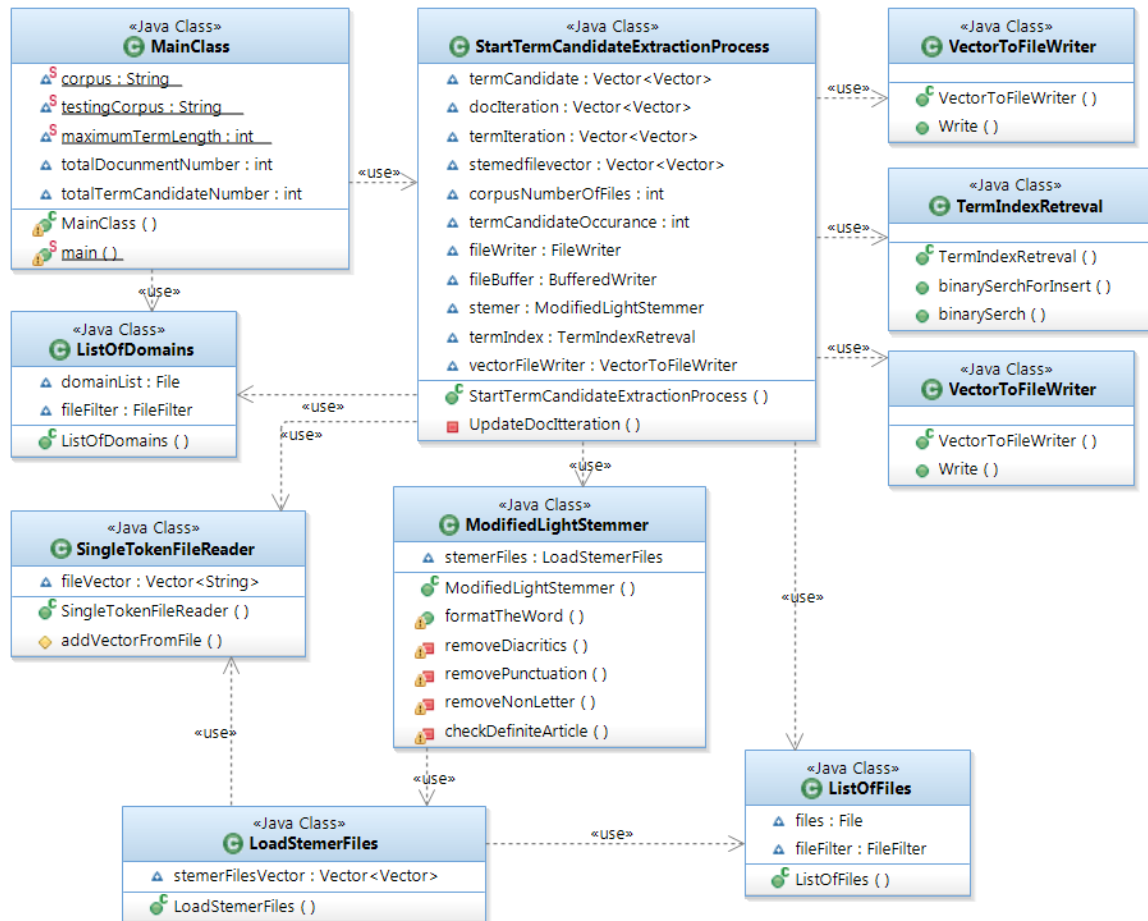 «Java Class»
MainClass
corpus : String
testingCorpus : String
maximumTermLength : int
totalDocunmentNumber : int
totalTermCandidateNumber : int
MainClass ( )
main ( )
«use»
«Java Class»
StartTermCandidateExtractionProcess
termCandidate : Vector<Vector>
docIteration : Vector<Vector>
termIteration : Vector<Vector>
stemedfilevector : Vector<Vector>
corpusNumberOfFiles : int
termCandidateOccurance : int
fileWriter : FileWriter
fileBuffer : BufferedWriter
stemer : ModifiedLightStemmer
termIndex : TermIndexRetreval
vectorFileWriter : VectorToFileWriter
StartTermCandidateExtractionProcess ( )
UpdateDocItteration ( )
«use»
«Java Class»
VectorToFileWriter
VectorToFileWriter ( )
Write ( )
«use»
«Java Class»
TermIndexRetreval
TermIndexRetreval ( )
binarySerchForInsert ( )
binarySerch ( )
«use»
«Java Class»
VectorToFileWriter
VectorToFileWriter ( )
Write ( )
«use»
«Java Class»
ListOfDomains
domainList : File
fileFilter : FileFilter
ListOfDomains ( )
«use»
«use»
«Java Class»
SingleTokenFileReader
fileVector : Vector<String>
SingleTokenFileReader ( )
addVectorFromFile ( )
«use»
«Java Class»
ModifiedLightStemmer
stemerFiles : LoadStemerFiles
ModifiedLightStemmer ( )
formatTheWord ( )
removeDiacritics ( )
removePunctuation ( )
removeNonLetter ( )
checkDefiniteArticle ( )
«use»
«use»
«use»
«Java Class»
LoadStemerFiles
stemerFilesVector : Vector<Vector>
LoadStemerFiles ( )
«use»
«Java Class»
ListOfFiles
files : File
fileFilter : FileFilter
ListOfFiles ( )